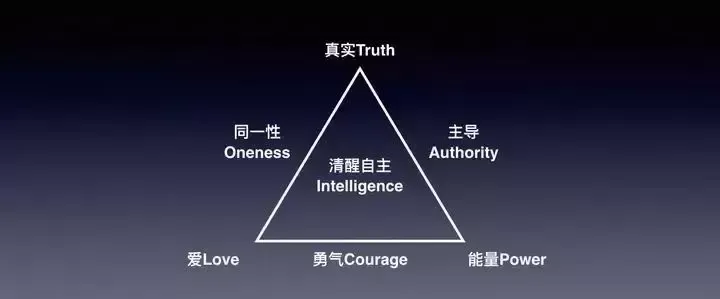 真实Truth
同一性
Oneness
主导
Authority
清醒自主
Intelligence
爱Love
勇气Courage
能量Power